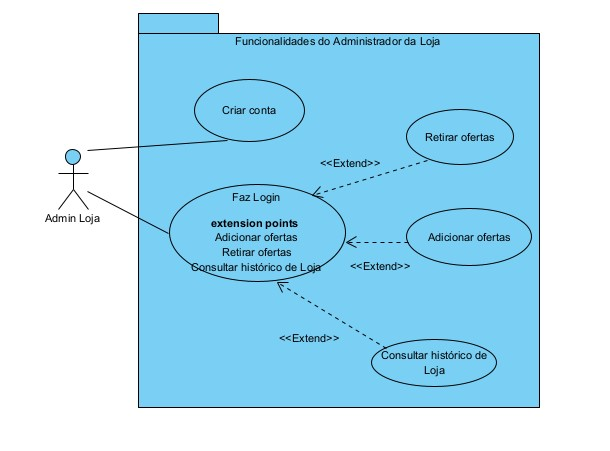 Funcionalidades do Administrador da Loja
Criar conta
Retirar ofertas
<<Extend>>
Admin Loja
Faz Login
extension points
Adicionar ofertas
Retirar ofertas
Consultar histórico de Loja
Adicionar ofertas
<<Extend>>
<<Extend>>
Consultar histórico de
Loja